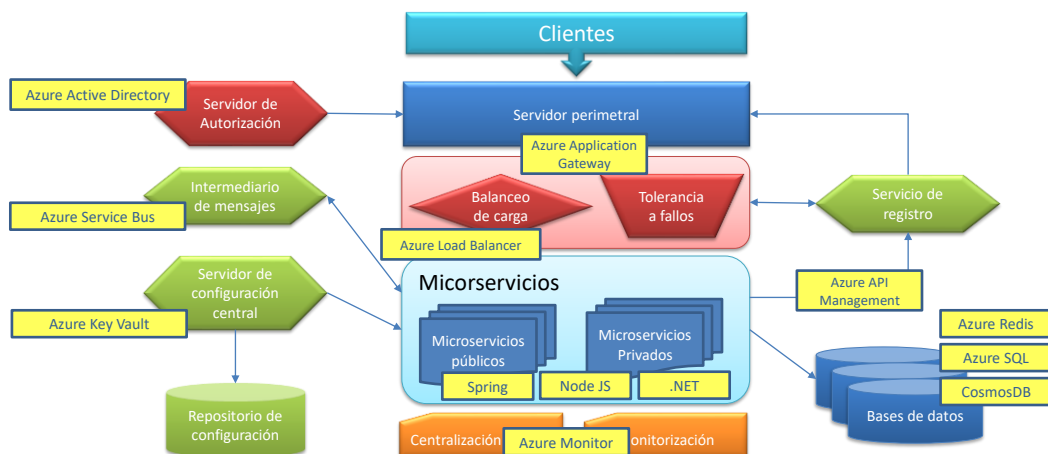 Clientes
Azure Active Directory
Servidor de
Autorización
Servidor perimetral
Azure Application
Gateway
Intermediario
de mensajes
Azure Service Bus
Balanceo
de carga
Tolerancia
a fallos
Servicio de
registro
Azure Load Balancer
Servidor de
configuración
central
Azure Key Vault
Micorservicios
Azure API
Management
Microservicios
públicos
Microservicios
Privados
Spring
Node JS
.NET
Azure Redis
Azure SQL
CosmosDB
Bases de datos
Repositorio de
configuración
Centralización
Azure Monitor
onitorización